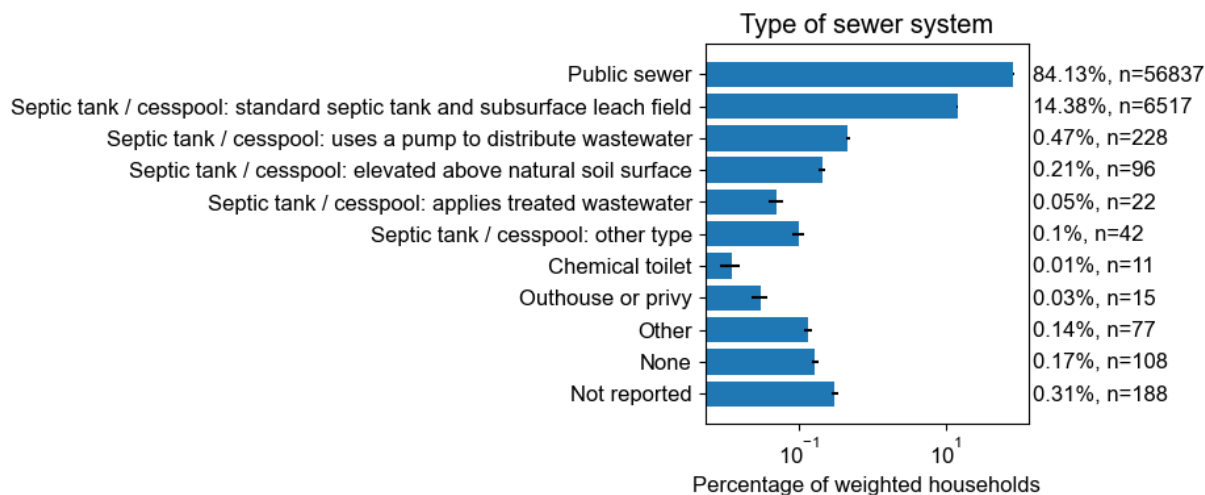 Type of sewer system
Public sewer 84.13%, n=56837
Septic tank / cesspool: standard septic tank and subsurface leach field 14.38%, n=6517
Septic tank / cesspool: uses a pump to distribute wastewater 0.47%, n=228
Septic tank / cesspool: elevated above natural soil surface 0.21%, n=96
Septic tank / cesspool: applies treated wastewater 0.05%, n=22
Septic tank / cesspool: other type 0.1%, n=42
Chemical toilet 0.01%, n=11
Outhouse or privy 0.03%, n=15
Other 0.14%, n=77
None 0.17%, n=108
Not reported 0.31%, n=188
10⁻¹ 10¹
Percentage of weighted households